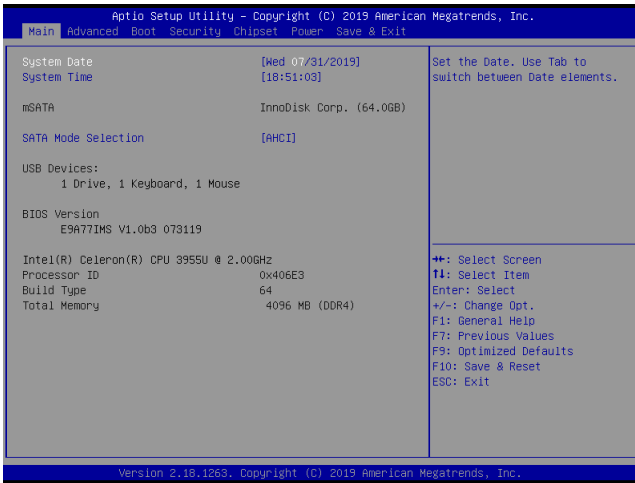 Aptio Setup Utility – Copyright (C) 2019 American Megatrends, Inc.
Main Advanced Boot Security Chipset Power Save & Exit
System Date [Wed 07/31/2019]
System Time [18:51:03]
mSATA InnoDisk Corp. (64.0GB)
SATA Mode Selection [AHCI]
USB Devices:
1 Drive, 1 Keyboard, 1 Mouse
BIOS Version
E9A77IMS V1.0b3 073119
Intel(R) Celeron(R) CPU 3955U @ 2.00GHz
Processor ID 0x406E3
Build Type 64
Total Memory 4096 MB (DDR4)
Set the Date. Use Tab to
switch between Date elements.
→←: Select Screen
↑↓: Select Item
Enter: Select
+/-: Change Opt.
F1: General Help
F7: Previous Values
F9: Optimized Defaults
F10: Save & Reset
ESC: Exit
Version 2.18.1263. Copyright (C) 2019 American Megatrends, Inc.